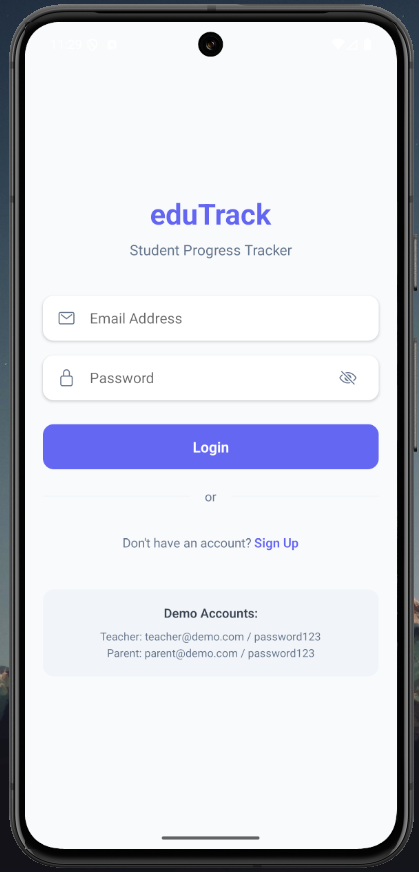 eduTrack
Student Progress Tracker
Email Address
Password
Login
or
Don't have an account? Sign Up
Demo Accounts:
Teacher: teacher@demo.com / password123
Parent: parent@demo.com / password123